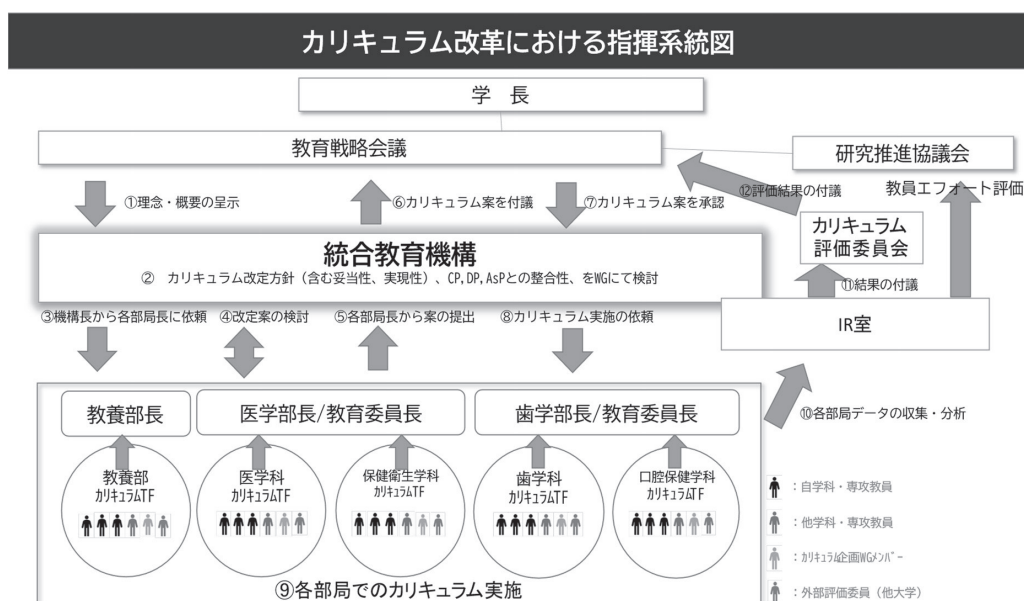 カリキュラム改革における指揮系統図
学　長
教育戦略会議
研究推進協議会
①理念・概要の呈示
⑥カリキュラム案を付議
⑦カリキュラム案を承認
⑫評価結果の付議
教員エフォート評価
カリキュラム
評価委員会
統合教育機構
②　カリキュラム改定方針（含む妥当性、実現性）、CP,DP,AsPとの整合性、をWGにて検討
⑪結果の付議
③機構長から各部局長に依頼
④改定案の検討
⑤各部局長から案の提出
⑧カリキュラム実施の依頼
IR室
教養部長
医学部長/教育委員長
歯学部長/教育委員長
⑩各部局データの収集・分析
教養部
カリキュラムTF
医学科
カリキュラムTF
保健衛生学科
カリキュラムTF
歯学科
カリキュラムTF
口腔保健学科
カリキュラムTF
：自学科・専攻教員
：他学科・専攻教員
：カリキュラム企画WGメンバー
：外部評価委員（他大学）
⑨各部局でのカリキュラム実施